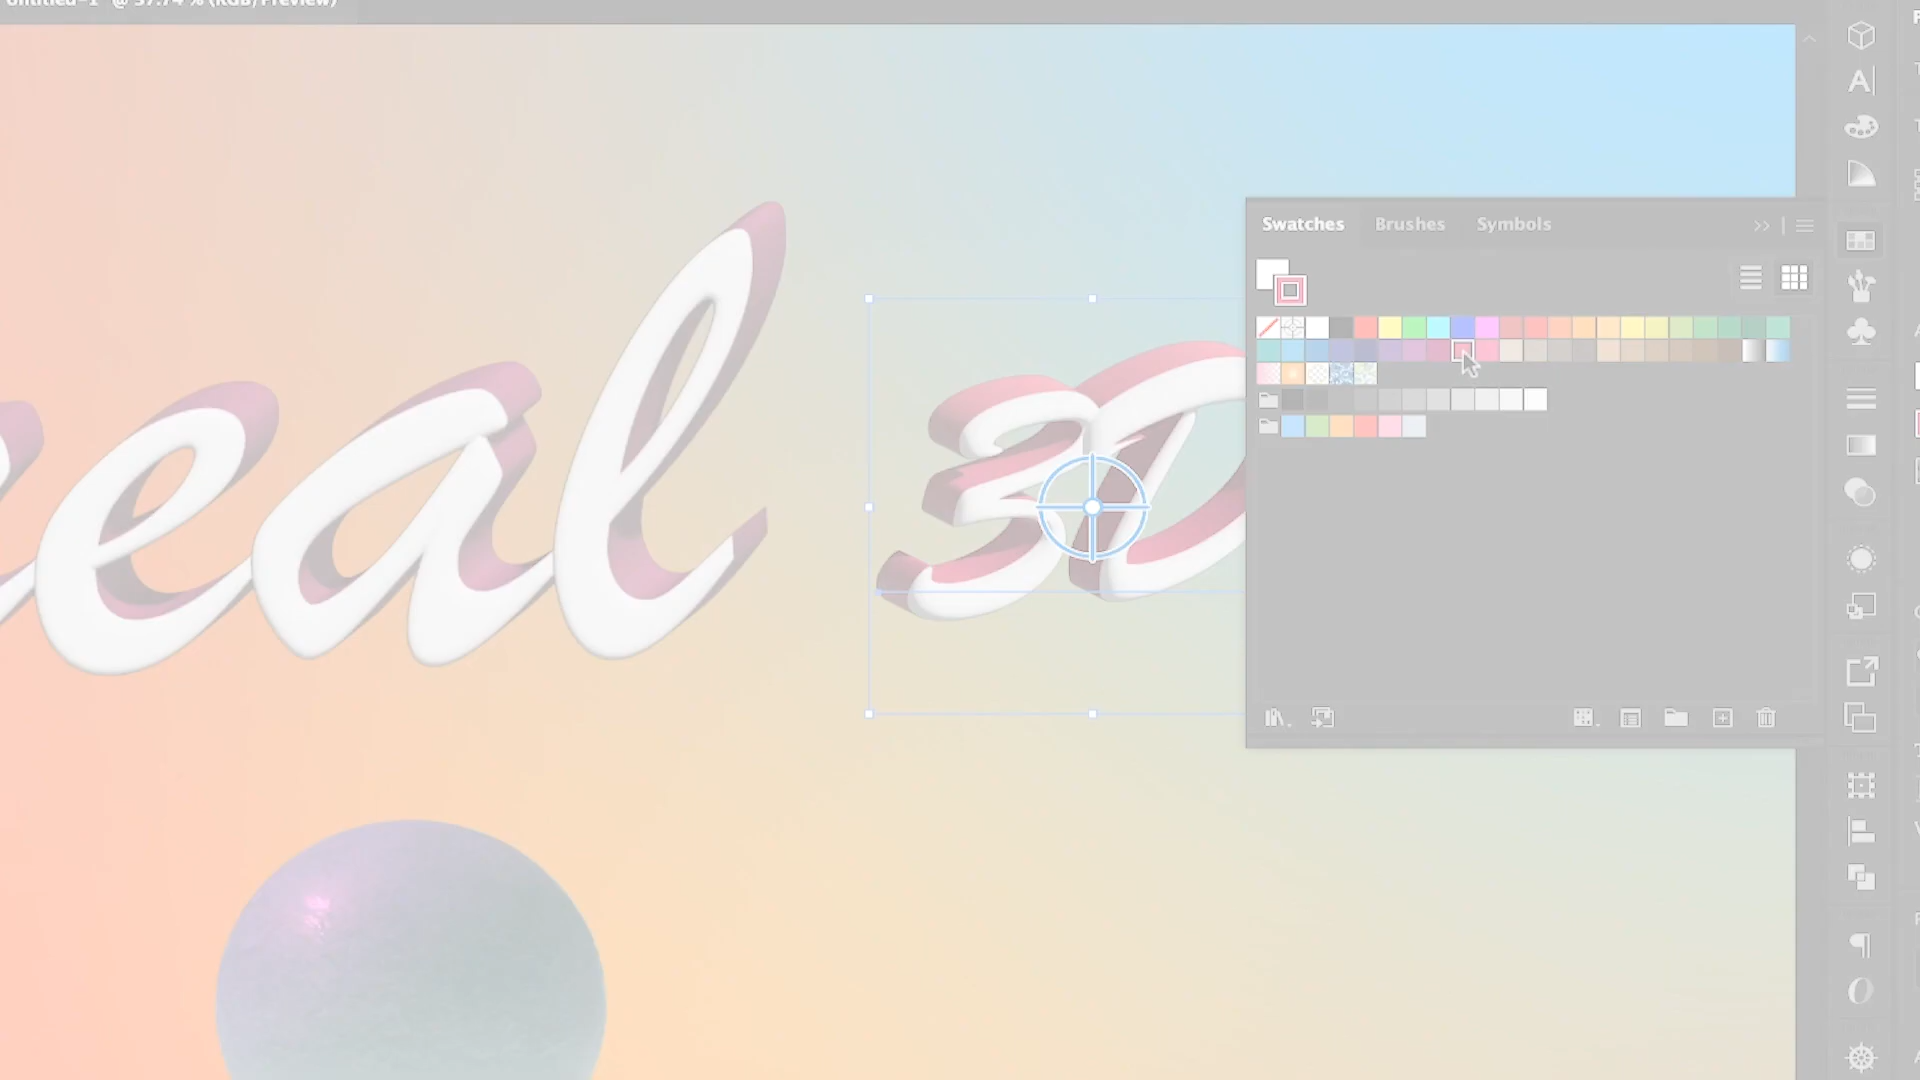 Untitled-1* @ 37.74 % (RGB/Preview)
Swatches Brushes Symbols
eal 3D